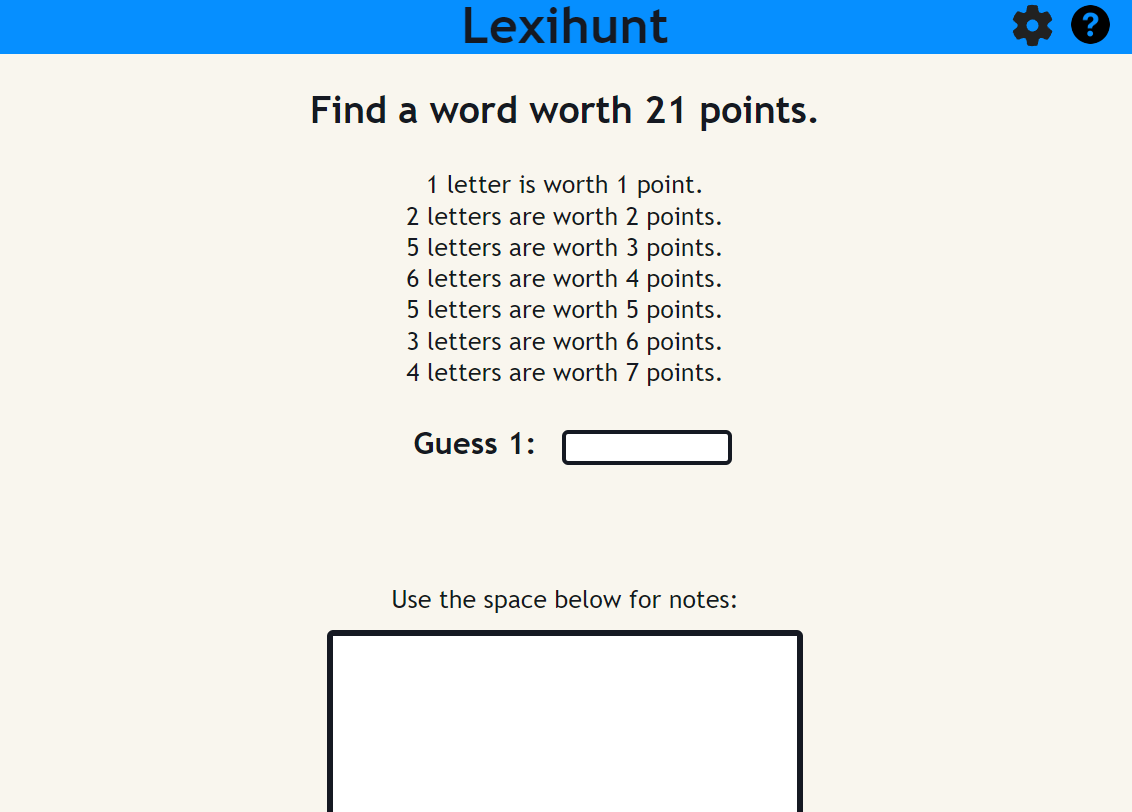 Lexihunt
?
Find a word worth 21 points.
1 letter is worth 1 point.
2 letters are worth 2 points.
5 letters are worth 3 points.
6 letters are worth 4 points.
5 letters are worth 5 points.
3 letters are worth 6 points.
4 letters are worth 7 points.
Guess 1:
Use the space below for notes: